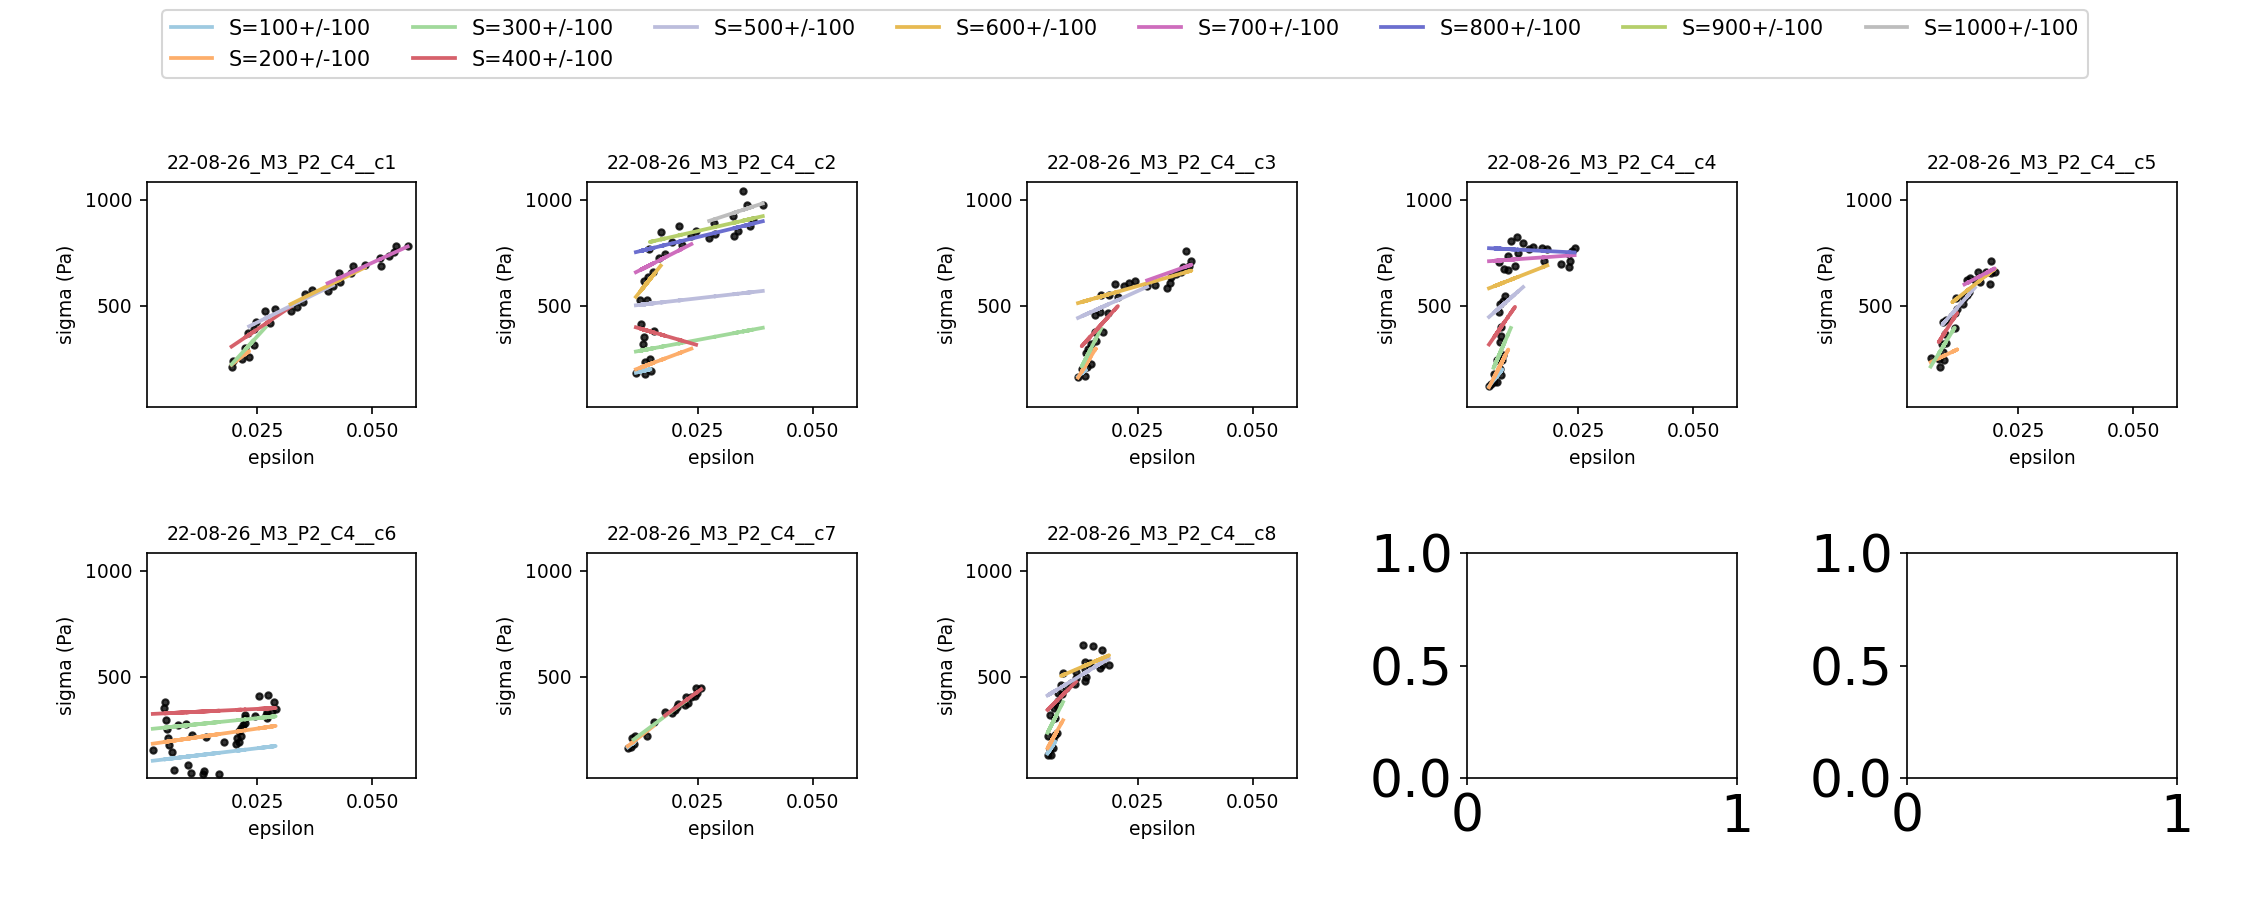 S=100+/-100 S=300+/-100 S=500+/-100 S=600+/-100 S=700+/-100 S=800+/-100 S=900+/-100 S=1000+/-100
S=200+/-100 S=400+/-100
22-08-26_M3_P2_C4__c1
1000
500
sigma (Pa)
0.025 0.050
epsilon
22-08-26_M3_P2_C4__c2
1000
500
sigma (Pa)
0.025 0.050
epsilon
22-08-26_M3_P2_C4__c3
1000
500
sigma (Pa)
0.025 0.050
epsilon
22-08-26_M3_P2_C4__c4
1000
500
sigma (Pa)
0.025 0.050
epsilon
22-08-26_M3_P2_C4__c5
1000
500
sigma (Pa)
0.025 0.050
epsilon
22-08-26_M3_P2_C4__c6
1000
500
sigma (Pa)
0.025 0.050
epsilon
22-08-26_M3_P2_C4__c7
1000
500
sigma (Pa)
0.025 0.050
epsilon
22-08-26_M3_P2_C4__c8
1000
500
sigma (Pa)
0.025 0.050
epsilon
1.0
0.5
0.0
0 1
1.0
0.5
0.0
0 1